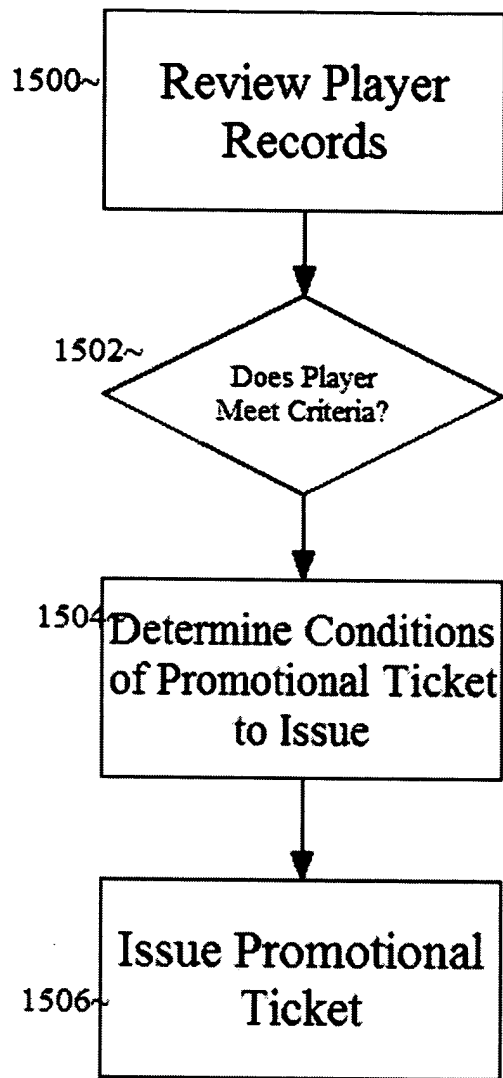 1500~
Review Player
Records
1502~
Does Player
Meet Criteria?
1504~
Determine Conditions
of Promotional Ticket
to Issue
Issue Promotional
Ticket
1506~